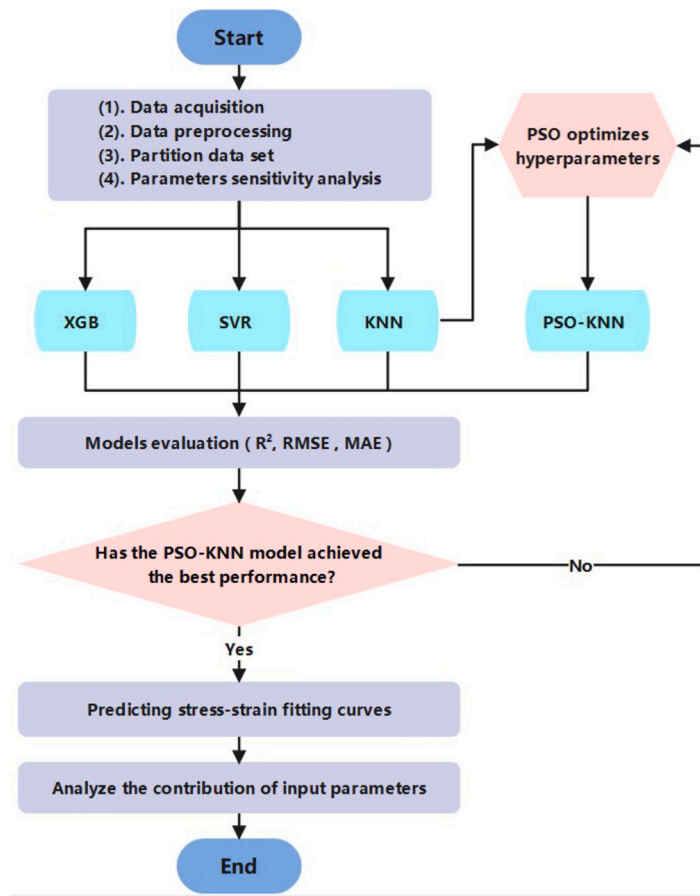 Start
(1). Data acquisition
(2). Data preprocessing
(3). Partition data set
(4). Parameters sensitivity analysis
PSO optimizes
hyperparameters
XGB
SVR
KNN
PSO-KNN
Models evaluation ( R², RMSE , MAE )
Has the PSO-KNN model achieved
the best performance?
No
Yes
Predicting stress-strain fitting curves
Analyze the contribution of input parameters
End